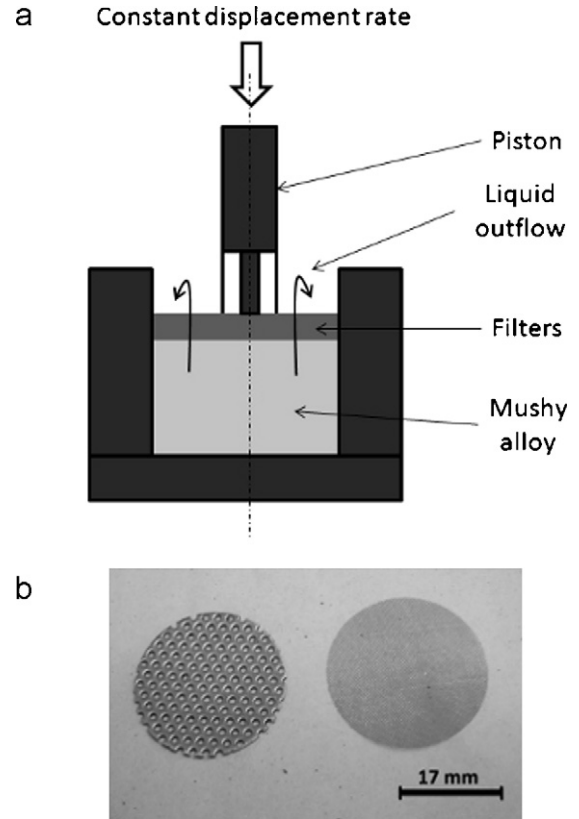 a
Constant displacement rate
Piston
Liquid
outflow
Filters
Mushy
alloy
b
17 mm